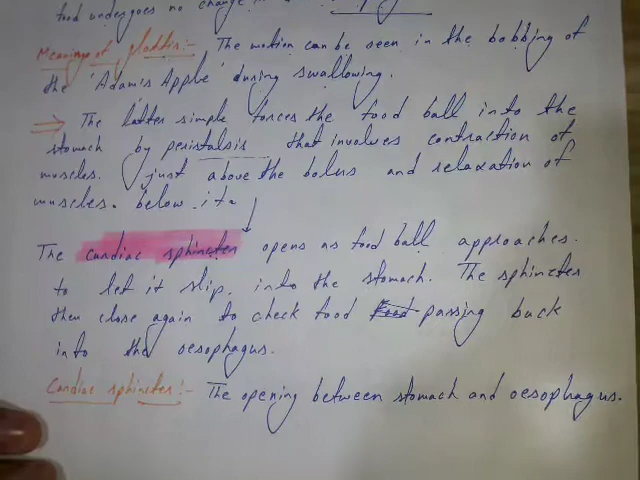 food undergoes no change in
Meaning of glottis:- The motion can be seen in the bobbing of
the 'Adam's Apple' during swallowing.
⇒ The latter simple forces the food ball into the
stomach by peristalsis that involves contraction of
muscles. just above the bolus and relaxation of
muscles. below it.
The cardiac sphincter opens as food ball approaches.
to let it slip. into the stomach. The sphincter
then close again to check food passing back
into the oesophagus.
Cardiac sphincter:- The opening between stomach and oesophagus.